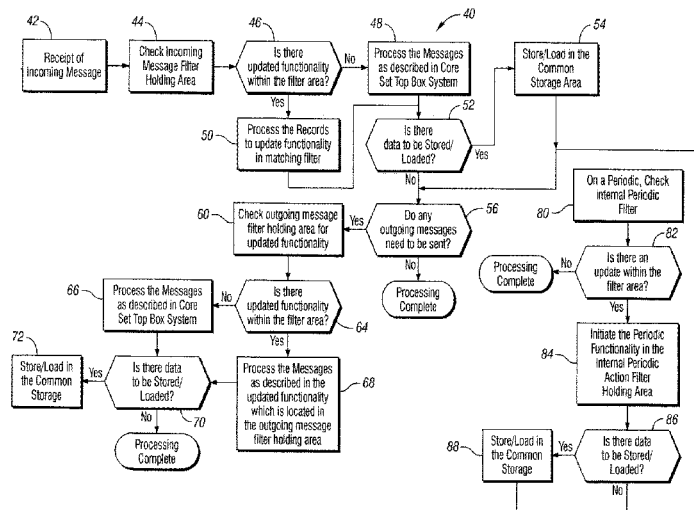 40
42
Receipt of
Incoming Message
44
Check Incoming
Message Filter
Holding Area
46
Is there
updated functionality
within the filter area?
No
Yes
48
Process the Messages
as described in Core
Set Top Box System
50
Process the Records
to update functionality
in matching filter
52
Is there
data to be Stored/
Loaded?
Yes
No
54
Store/Load in the
Common
Storage Area
56
Do any
outgoing messages
need to be sent?
Yes
No
Processing
Complete
60
Check outgoing message
filter holding area for
updated functionality
64
Is there
updated functionality
within the filter area?
No
Yes
66
Process the Messages
as described in Core
Set Top Box System
68
Process the Messages
as described in the
updated functionality
which is located in
the outgoing message
filter holding area
70
Is there data
to be Stored/
Loaded?
Yes
No
72
Store/Load in
the Common
Storage
Processing
Complete
80
On a Periodic, Check
internal Periodic
Filter
82
Is there an
update within the
filter area?
No
Processing
Complete
Yes
84
Initiate the Periodic
Functionality in the
Internal Periodic
Action Filter
Holding Area
86
Is there data
to be Stored/
Loaded?
Yes
No
88
Store/Load in
the Common
Storage